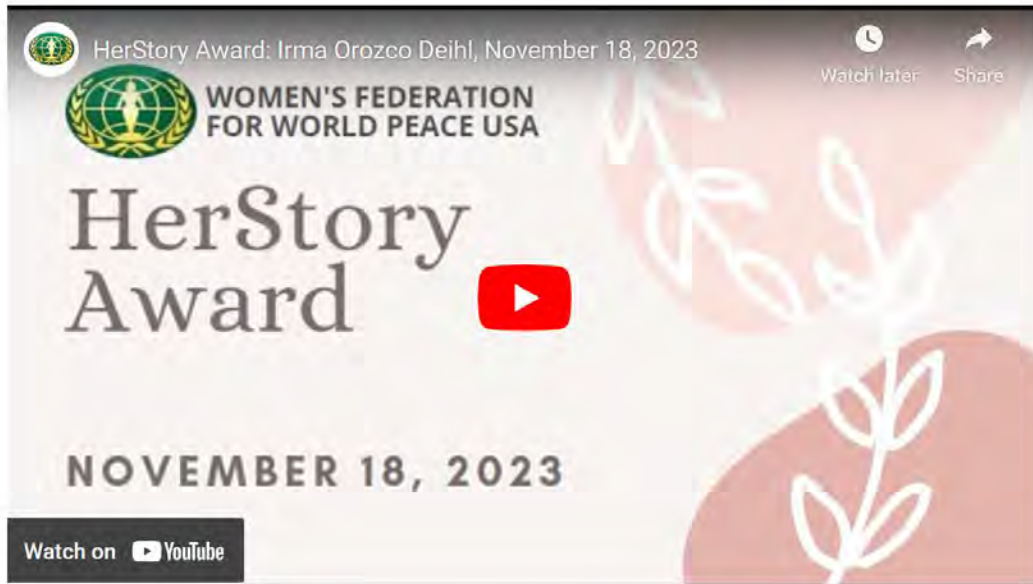 HerStory Award: Irma Orozco Deihl, November 18, 2023
Watch later
Share
WOMEN'S FEDERATION
FOR WORLD PEACE USA
HerStory
Award
NOVEMBER 18, 2023
Watch on YouTube